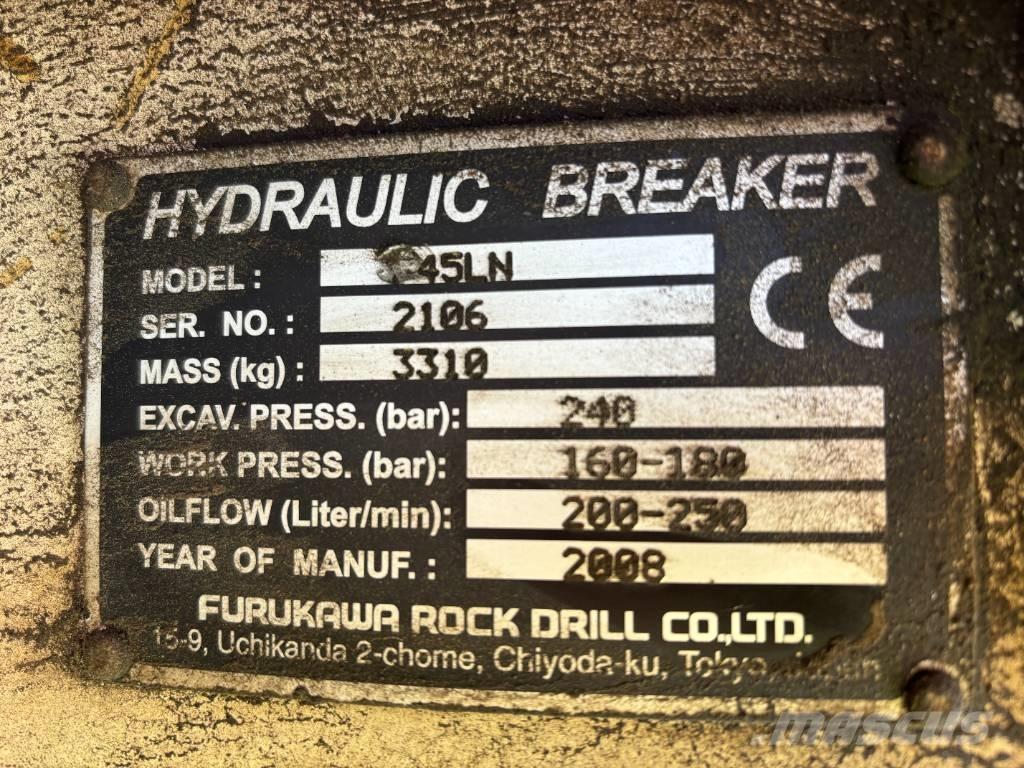 HYDRAULIC BREAKER
MODEL : 45LN
SER. NO. : 2106
MASS (kg) : 3310
CE
EXCAV. PRESS. (bar): 240
WORK PRESS. (bar): 160-180
OILFLOW (Liter/min): 200-250
YEAR OF MANUF. : 2008
FURUKAWA ROCK DRILL CO.,LTD.
15-9, Uchikanda 2-chome, Chiyoda-ku, Tokyo
MASCUS